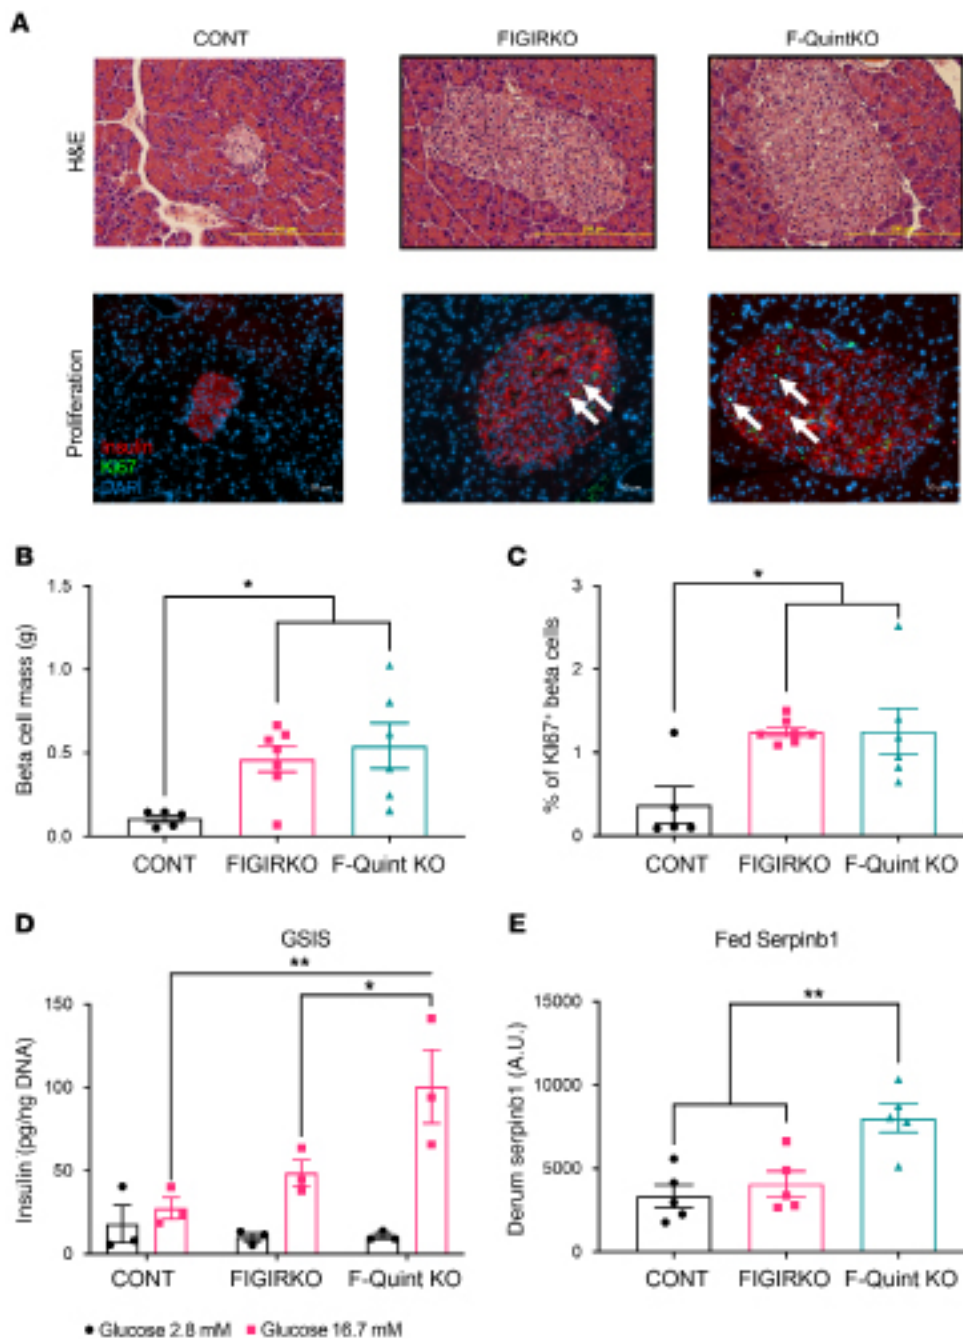 A
CONT
FIGIRKO
F-QuintKO
H&E
Proliferation
Insulin
KI67
DAPI
B
Beta cell mass (g)
1.5
1.0
0.5
0.0
*
CONT
FIGIRKO
F-Quint KO
C
% of KI67⁺ beta cells
3
2
1
0
*
CONT
FIGIRKO
F-Quint KO
D
GSIS
Insulin (pg/ng DNA)
150
100
50
0
**
*
CONT
FIGIRKO
F-Quint KO
Glucose 2.8 mM
Glucose 16.7 mM
E
Fed Serpinb1
Derum serpinb1 (A.U.)
15000
10000
5000
0
**
CONT
FIGIRKO
F-Quint KO